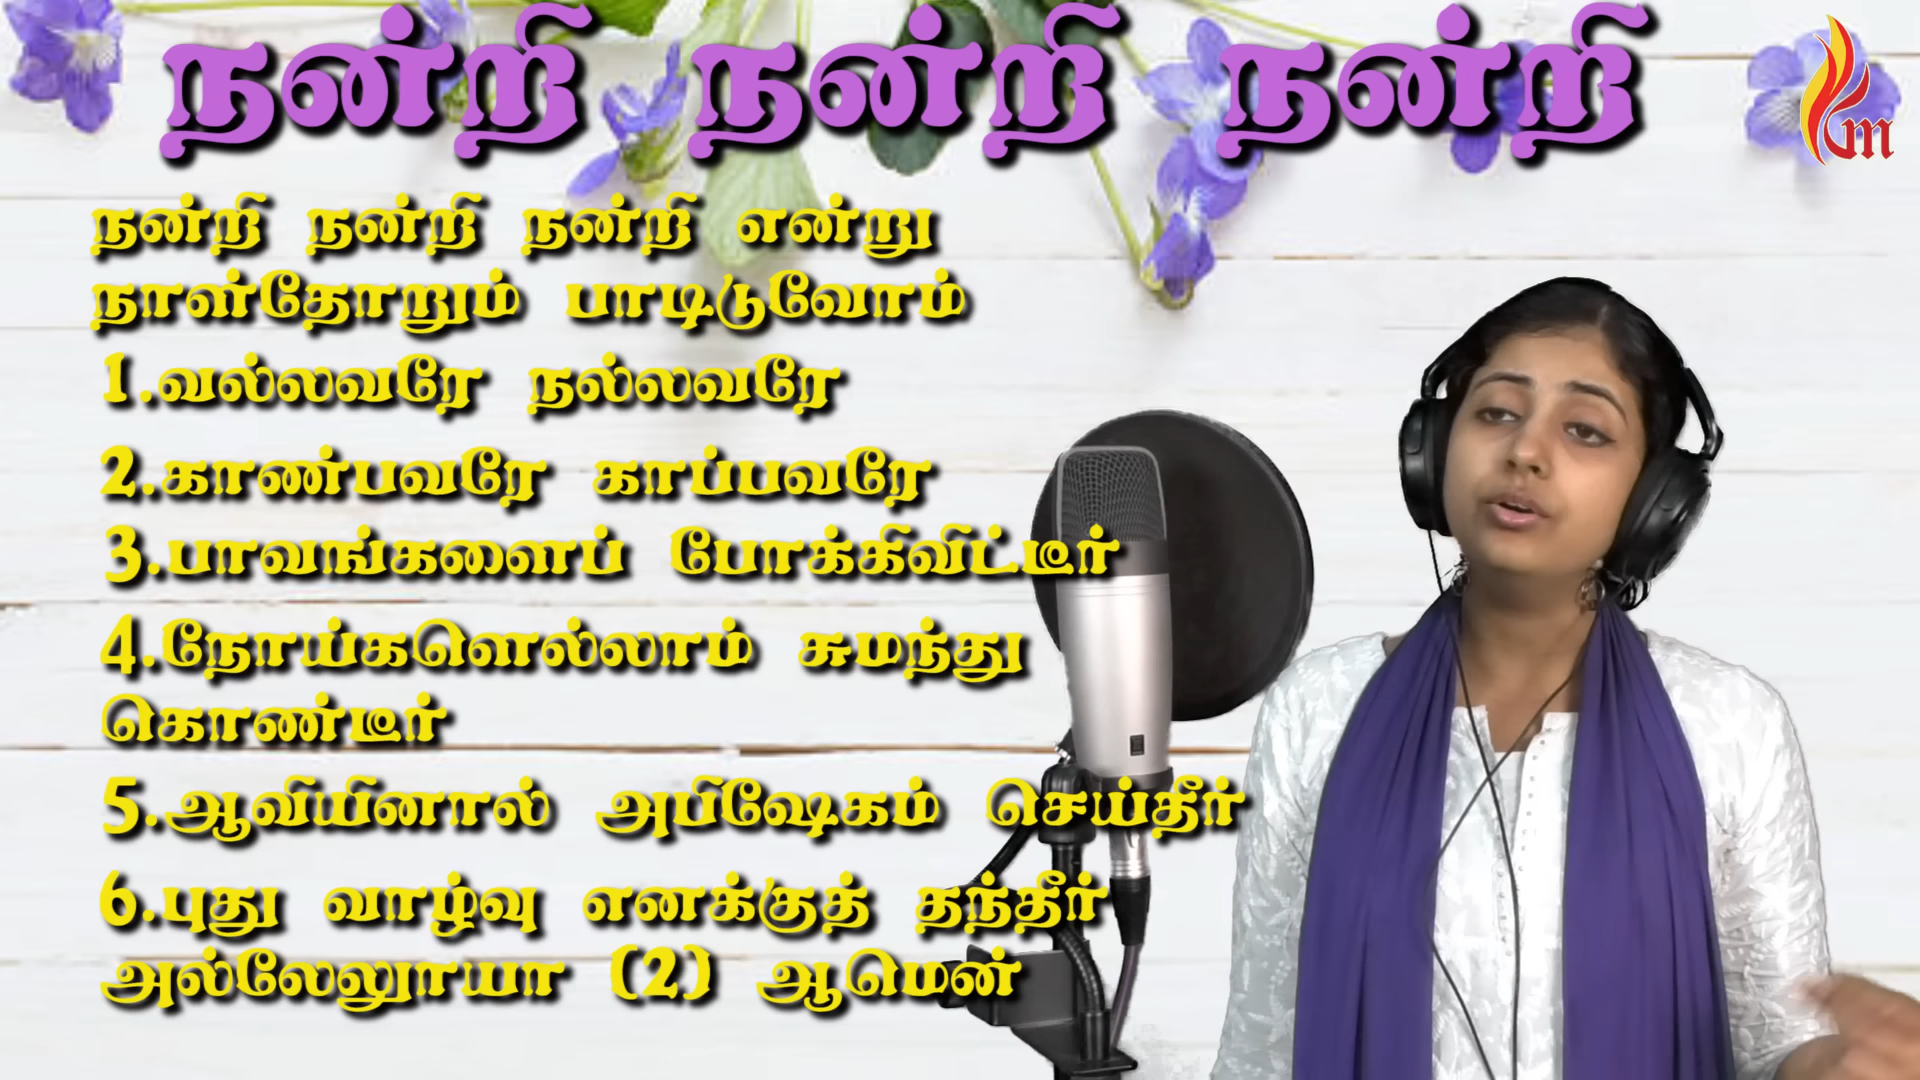 நன்றி நன்றி நன்றி
நன்றி நன்றி நன்றி என்று
நாள்தோறும் பாடிடுவோம்
1.வல்லவரே நல்லவரே
2.காண்பவரே காப்பவரே
3.பாவங்களைப் போக்கிவிட்டீர்
4.நோய்களெல்லாம் சுமந்து
கொண்டீர்
5.ஆவியினால் அபிஷேகம் செய்தீர்
6.புது வாழ்வு எனக்குத் தந்தீர்
அல்லேலூயா (2) ஆமென்